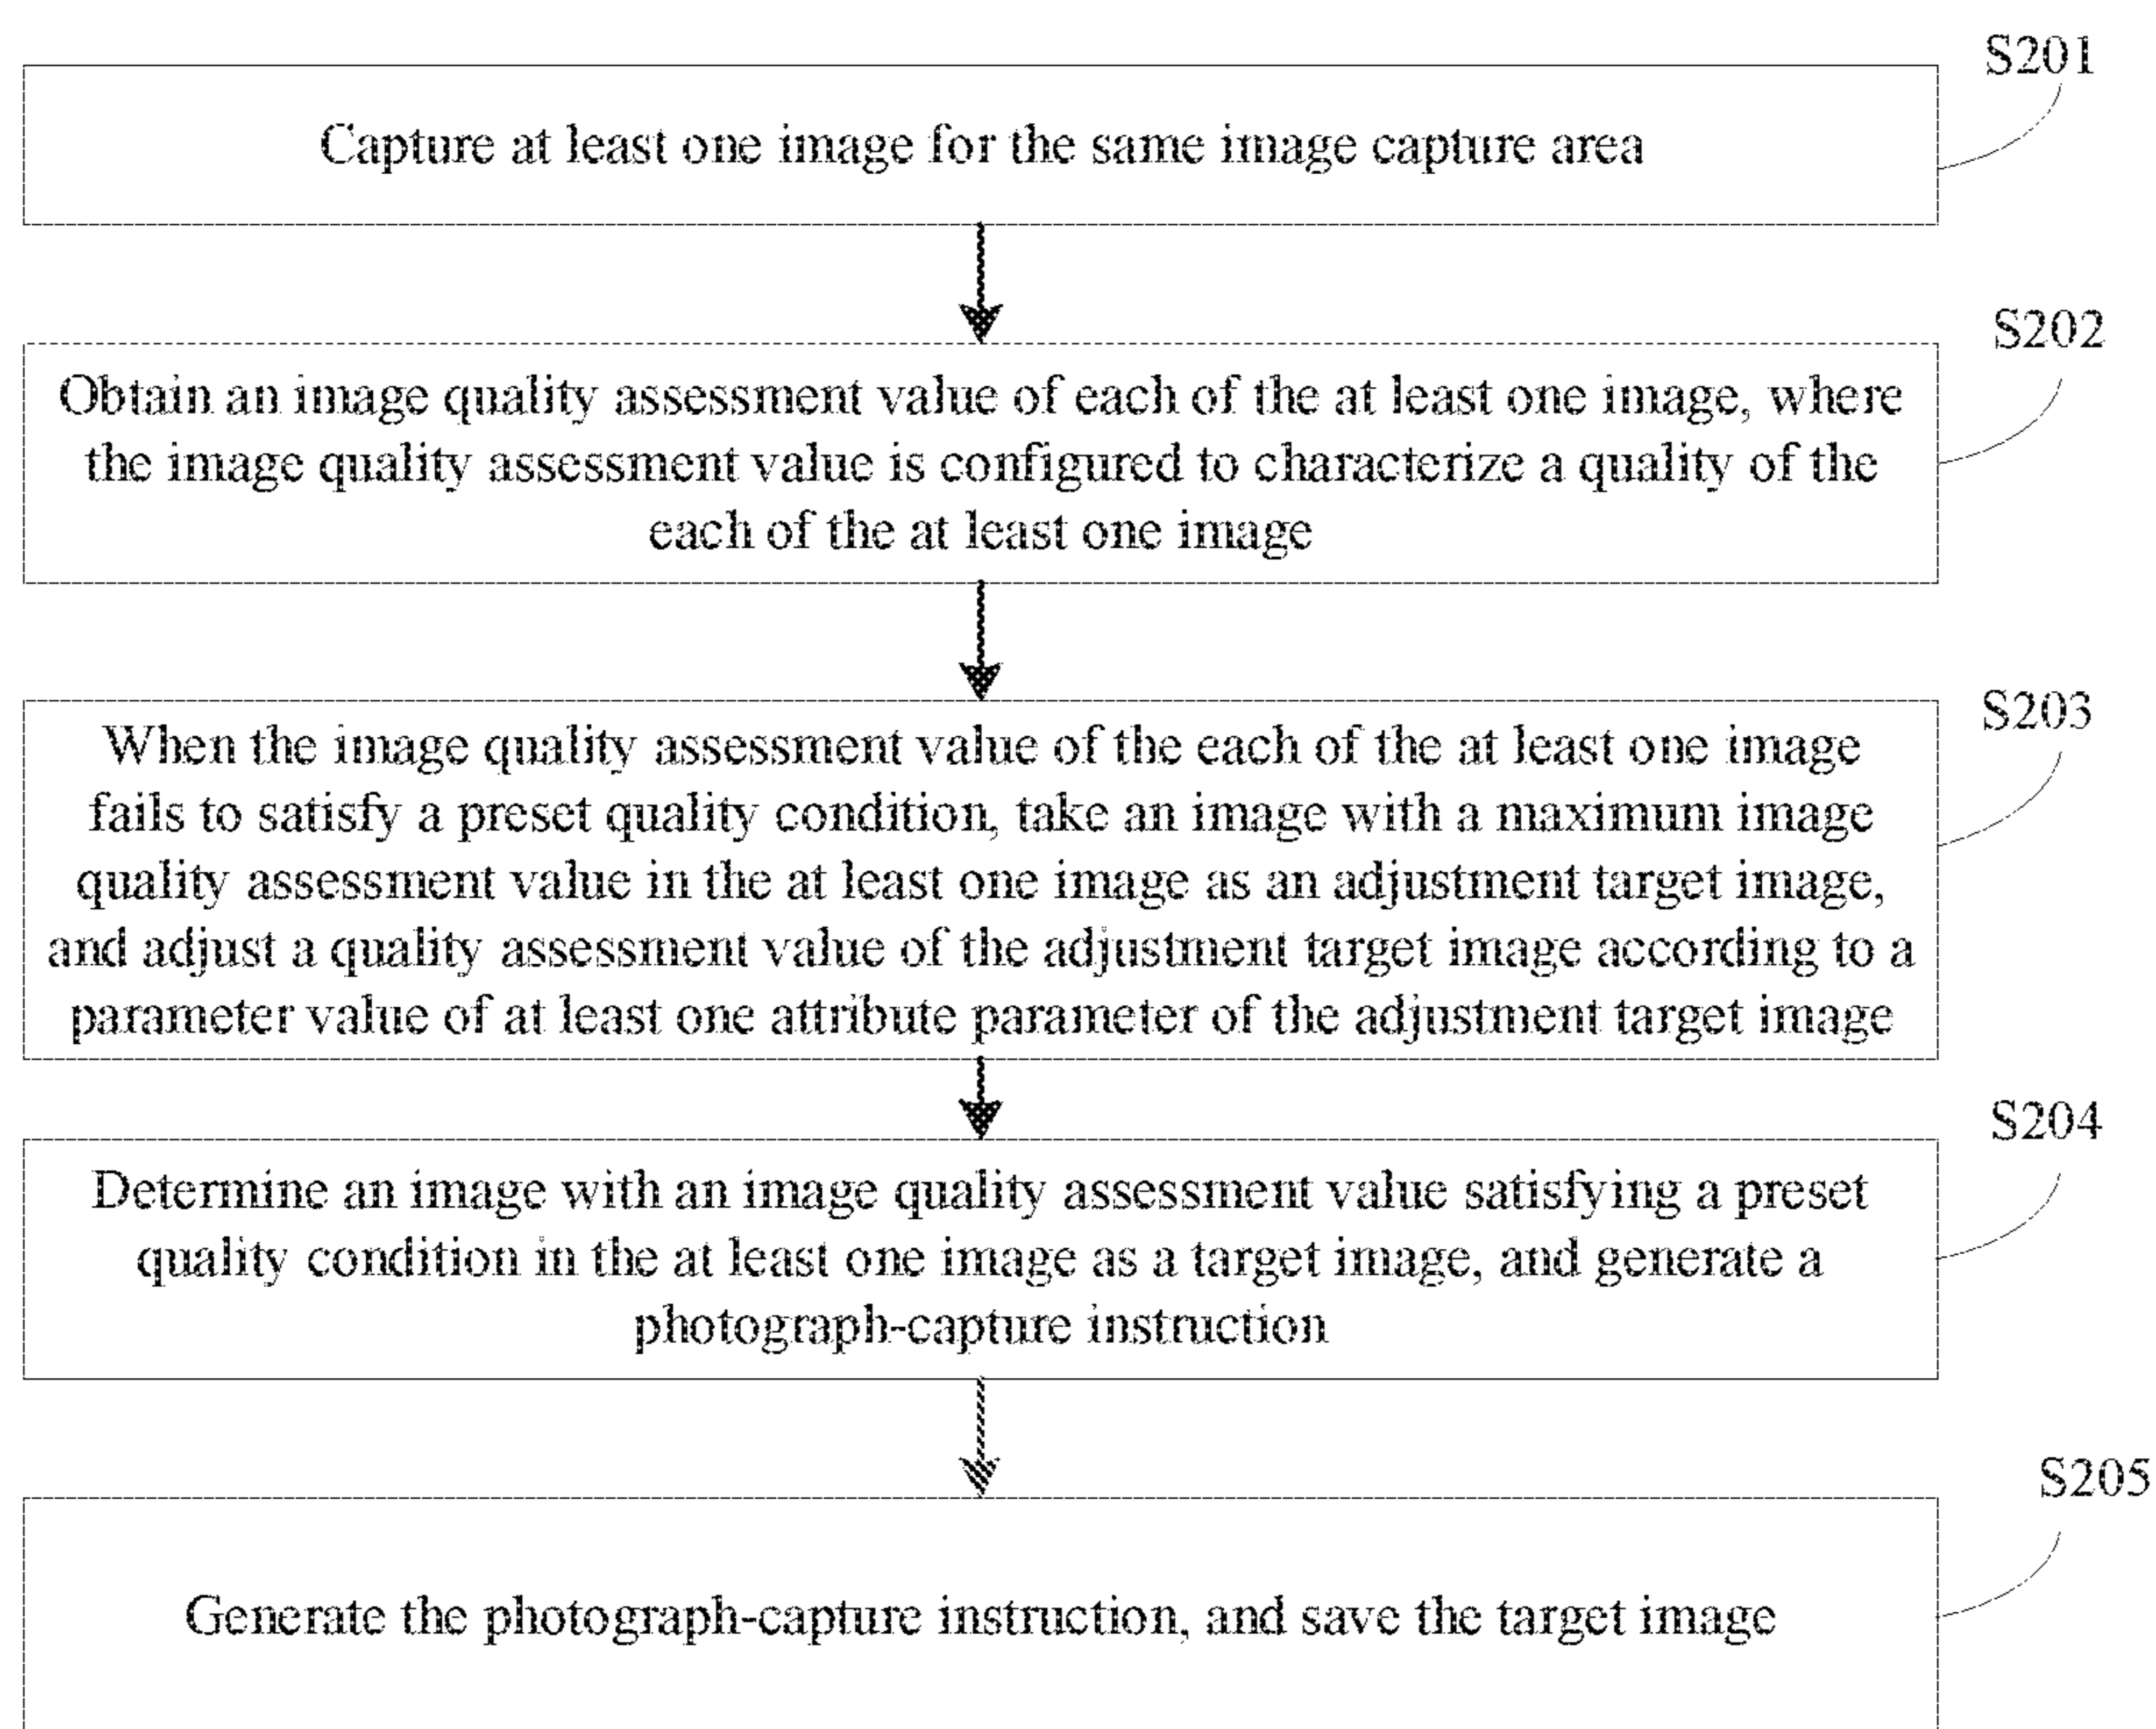 S201
Capture at least one image for the same image capture area
S202
Obtain an image quality assessment value of each of the at least one image, where
the image quality assessment value is configured to characterize a quality of the
each of the at least one image
S203
When the image quality assessment value of the each of the at least one image
fails to satisfy a preset quality condition, take an image with a maximum image
quality assessment value in the at least one image as an adjustment target image,
and adjust a quality assessment value of the adjustment target image according to a
parameter value of at least one attribute parameter of the adjustment target image
S204
Determine an image with an image quality assessment value satisfying a preset
quality condition in the at least one image as a target image, and generate a
photograph-capture instruction
S205
Generate the photograph-capture instruction, and save the target image